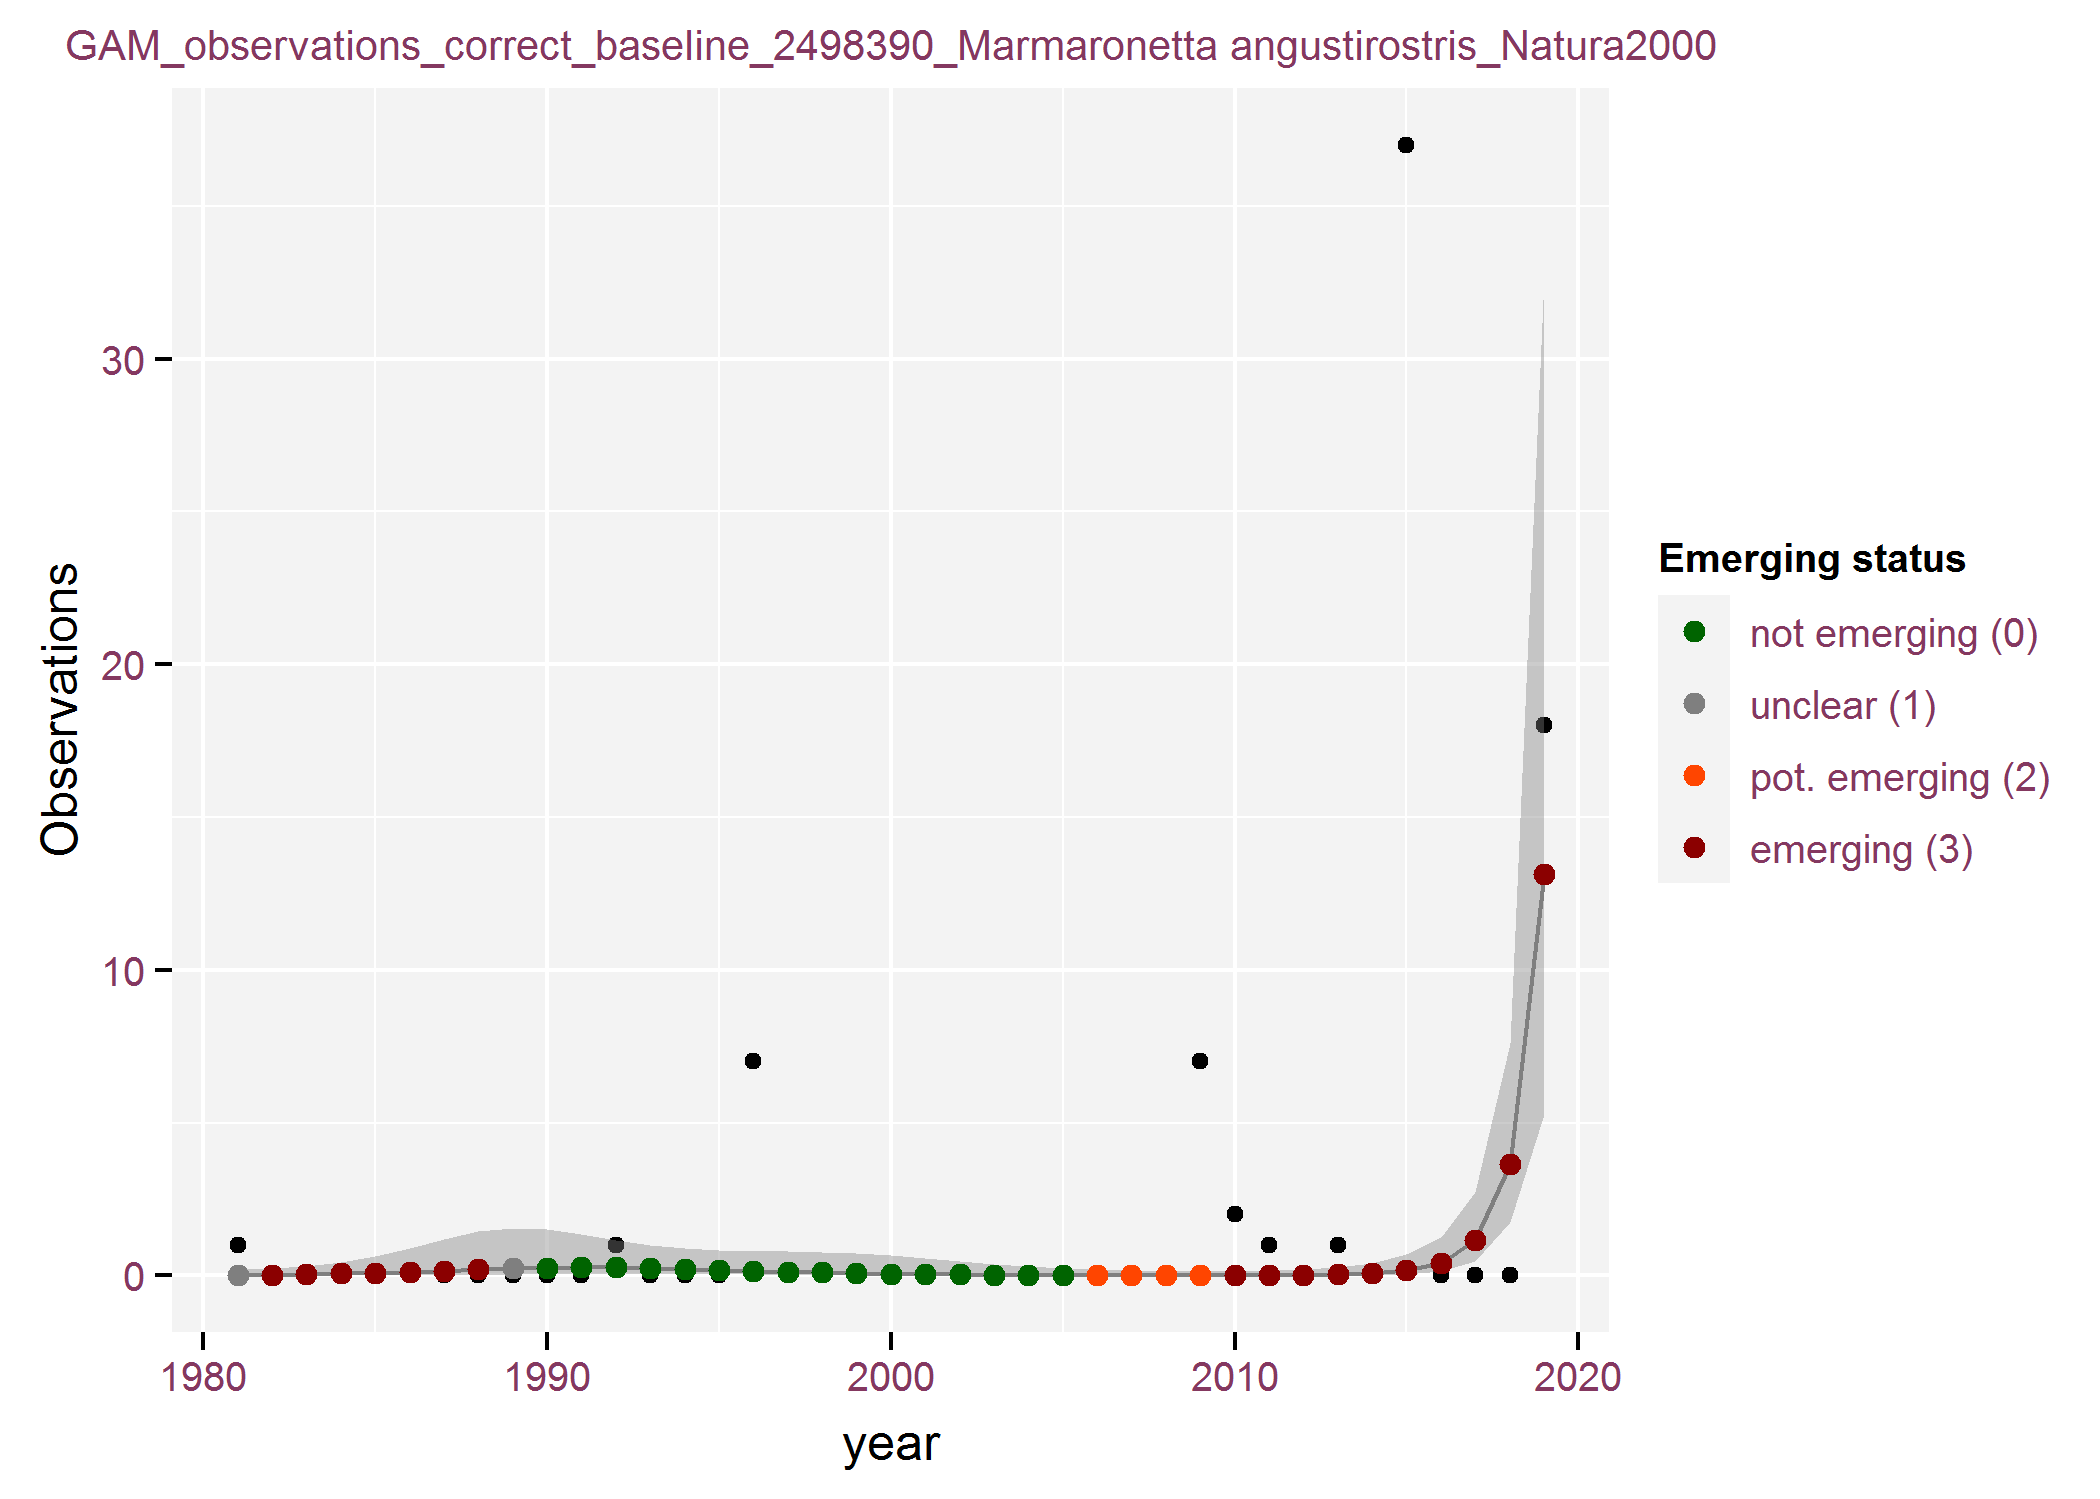 GAM_observations_correct_baseline_2498390_Marmaronetta angustirostris_Natura2000
Observations
30
20
10
0
1980 1990 2000 2010 2020
year
Emerging status
not emerging (0)
unclear (1)
pot. emerging (2)
emerging (3)